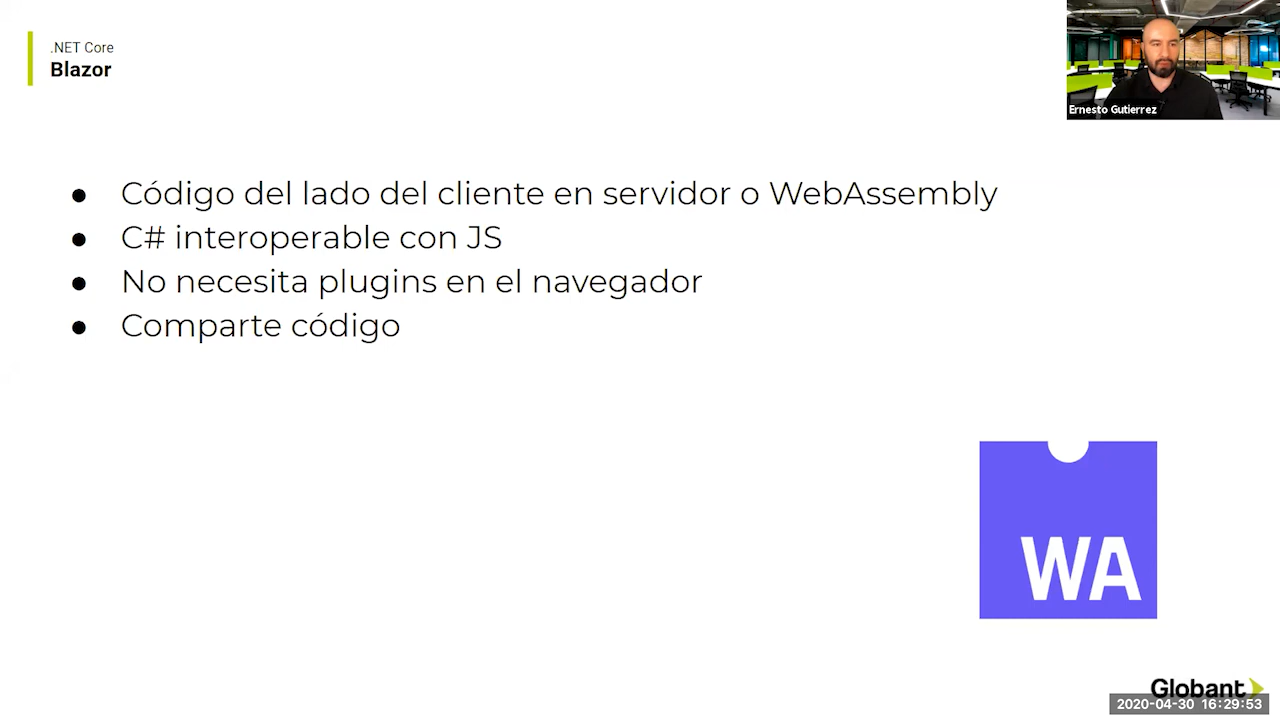 .NET Core
Blazor
Ernesto Gutierrez
● Código del lado del cliente en servidor o WebAssembly
● C# interoperable con JS
● No necesita plugins en el navegador
● Comparte código
WA
Globant
2020-04-30 16:29:53